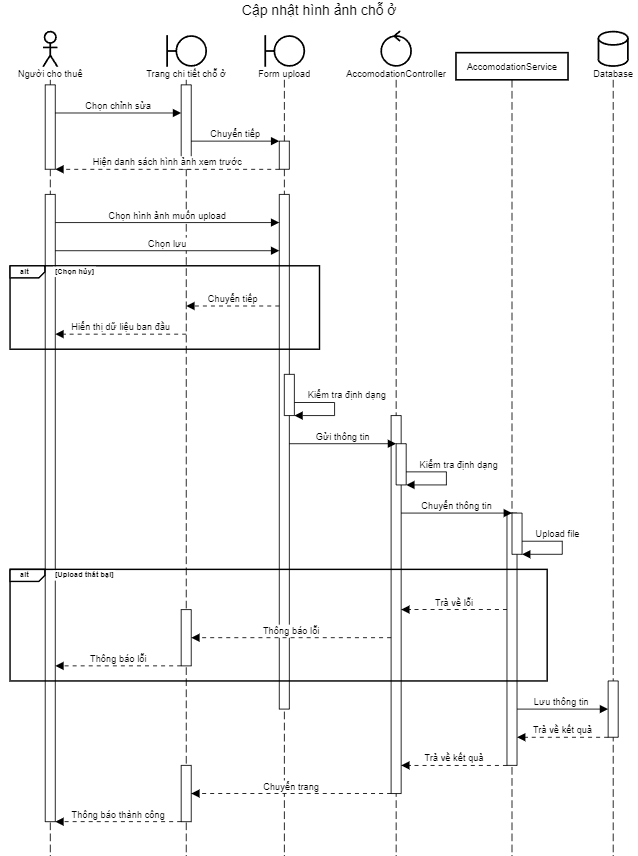 Cập nhật hình ảnh chỗ ở
Người cho thuê
Trang chi tiết chỗ ở
Form upload
AccomodationController
AccomodationService
Database
Chọn chỉnh sửa
Chuyển tiếp
Hiện danh sách hình ảnh xem trước
Chọn hình ảnh muốn upload
Chọn lưu
alt
[Chọn hủy]
Chuyển tiếp
Hiển thị dữ liệu ban đầu
Kiểm tra định dạng
Gửi thông tin
Kiểm tra định dạng
Chuyển thông tin
Upload file
alt
[Upload thất bại]
Trả về lỗi
Thông báo lỗi
Thông báo lỗi
Lưu thông tin
Trả về kết quả
Trả về kết quả
Chuyển trang
Thông báo thành công